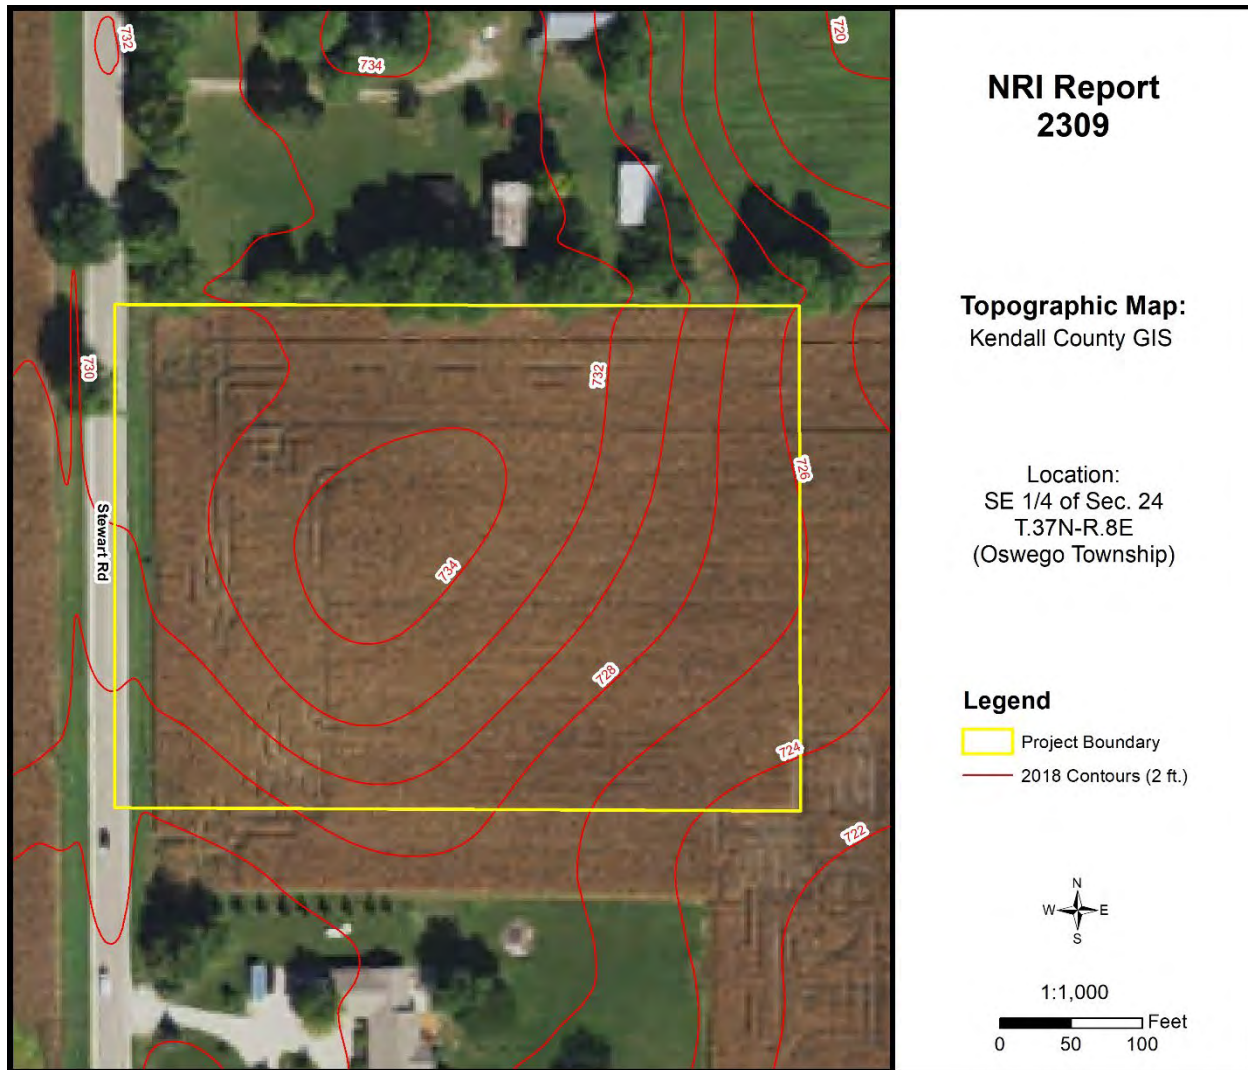 732
734
720
730
732
726
Stewart Rd
734
728
724
722
NRI Report
2309
Topographic Map:
Kendall County GIS
Location:
SE 1/4 of Sec. 24
T.37N-R.8E
(Oswego Township)
Legend
Project Boundary
2018 Contours (2 ft.)
N
W E
S
1:1,000
Feet
0 50 100